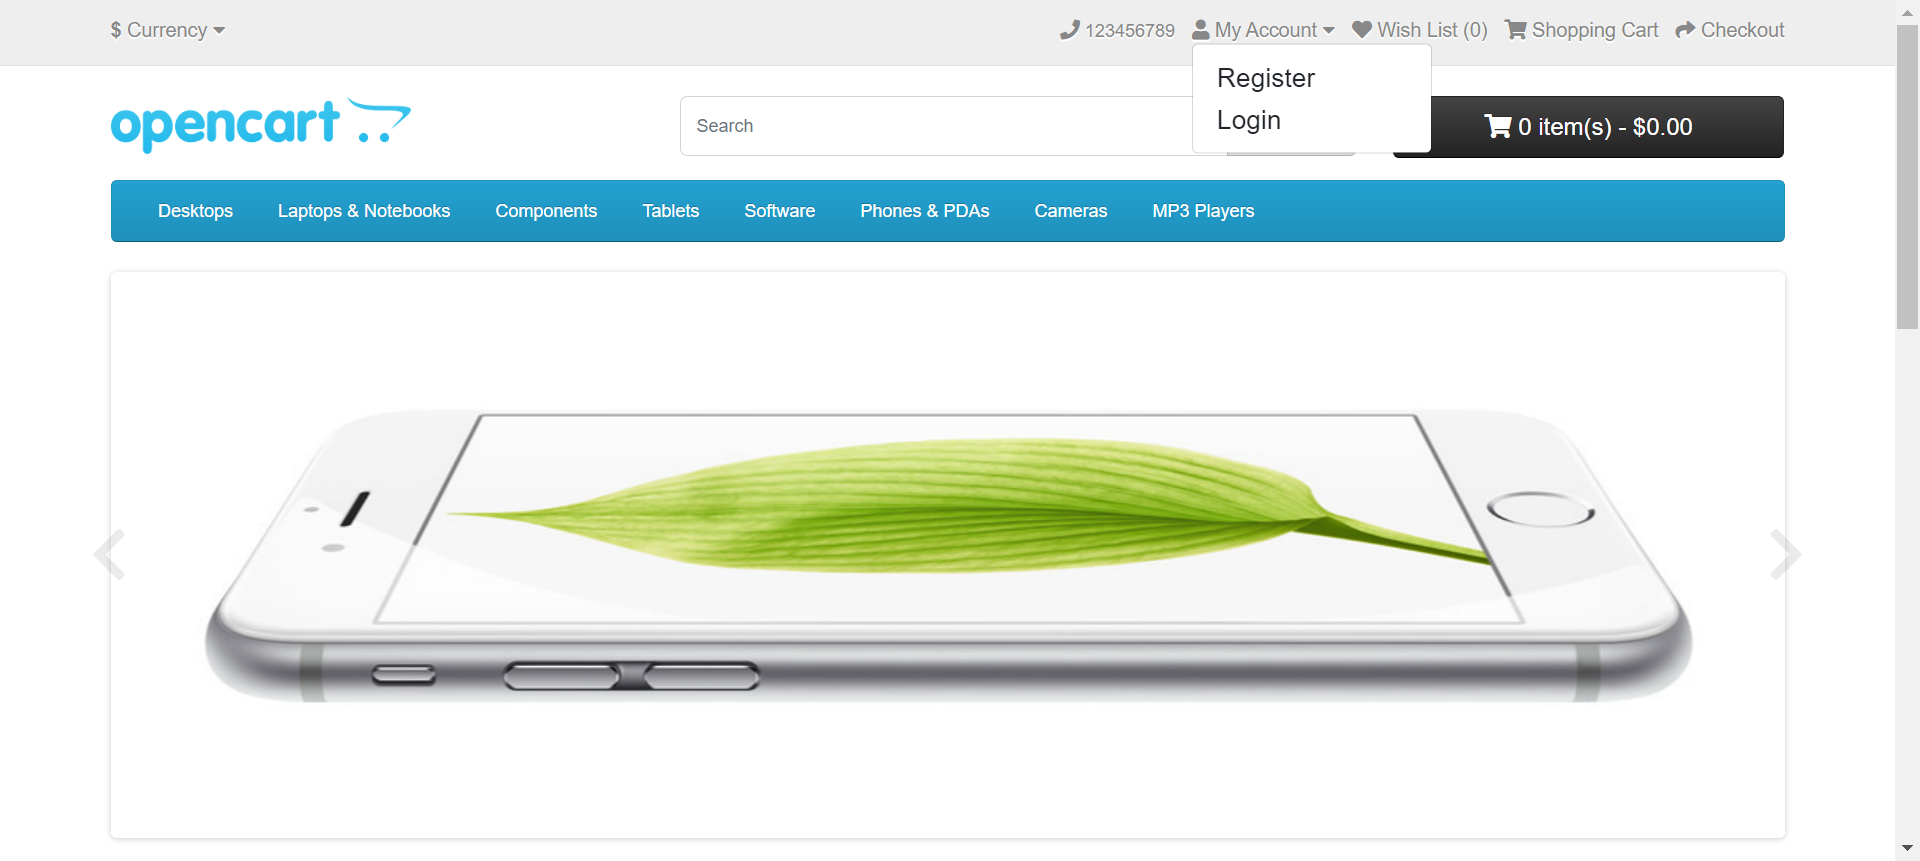 $ Currency
123456789
My Account
Wish List (0)
Shopping Cart
Checkout
Register
Login
opencart
Search
0 item(s) - $0.00
Desktops
Laptops & Notebooks
Components
Tablets
Software
Phones & PDAs
Cameras
MP3 Players